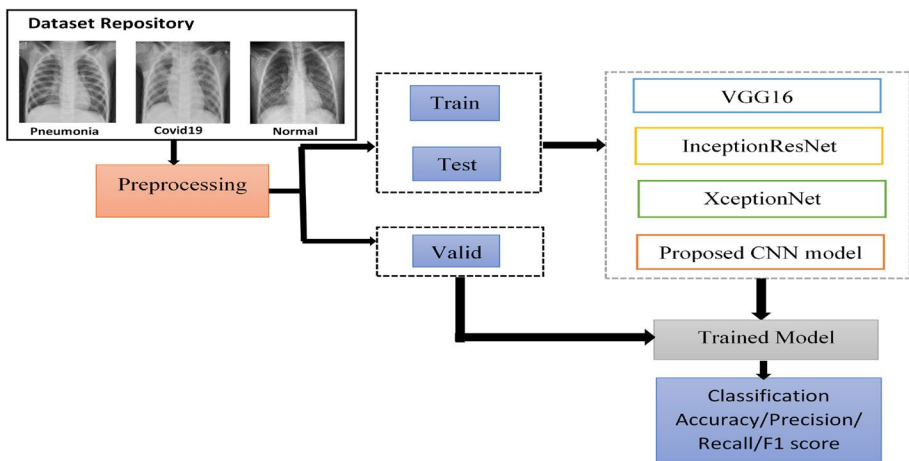 Dataset Repository
Pneumonia
Covid19
Normal
Preprocessing
Train
Test
Valid
VGG16
InceptionResNet
XceptionNet
Proposed CNN model
Trained Model
Classification
Accuracy/Precision/
Recall/F1 score